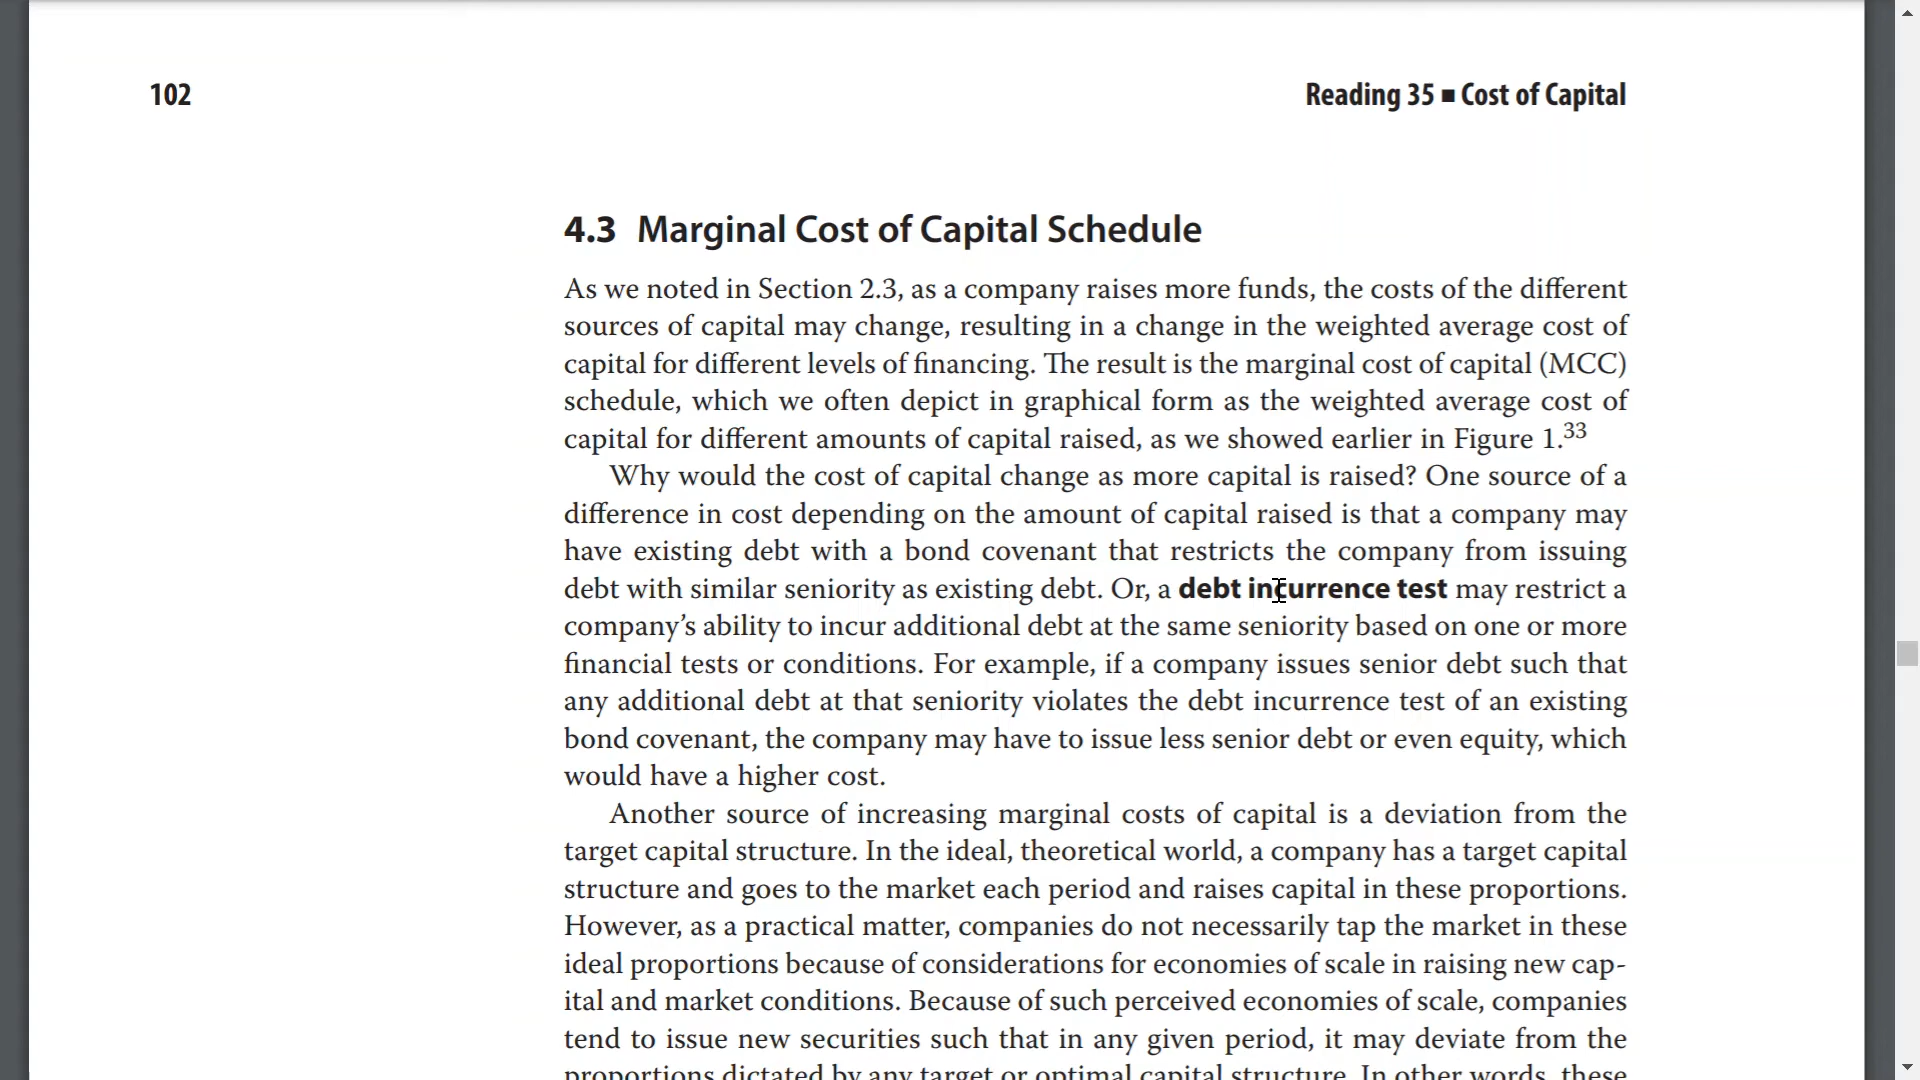 102
Reading 35 ■ Cost of Capital
4.3 Marginal Cost of Capital Schedule
As we noted in Section 2.3, as a company raises more funds, the costs of the different
sources of capital may change, resulting in a change in the weighted average cost of
capital for different levels of financing. The result is the marginal cost of capital (MCC)
schedule, which we often depict in graphical form as the weighted average cost of
capital for different amounts of capital raised, as we showed earlier in Figure 1.33
Why would the cost of capital change as more capital is raised? One source of a
difference in cost depending on the amount of capital raised is that a company may
have existing debt with a bond covenant that restricts the company from issuing
debt with similar seniority as existing debt. Or, a debt incurrence test may restrict a
company’s ability to incur additional debt at the same seniority based on one or more
financial tests or conditions. For example, if a company issues senior debt such that
any additional debt at that seniority violates the debt incurrence test of an existing
bond covenant, the company may have to issue less senior debt or even equity, which
would have a higher cost.
Another source of increasing marginal costs of capital is a deviation from the
target capital structure. In the ideal, theoretical world, a company has a target capital
structure and goes to the market each period and raises capital in these proportions.
However, as a practical matter, companies do not necessarily tap the market in these
ideal proportions because of considerations for economies of scale in raising new cap-
ital and market conditions. Because of such perceived economies of scale, companies
tend to issue new securities such that in any given period, it may deviate from the
proportions dictated by any target or optimal capital structure. In other words, these